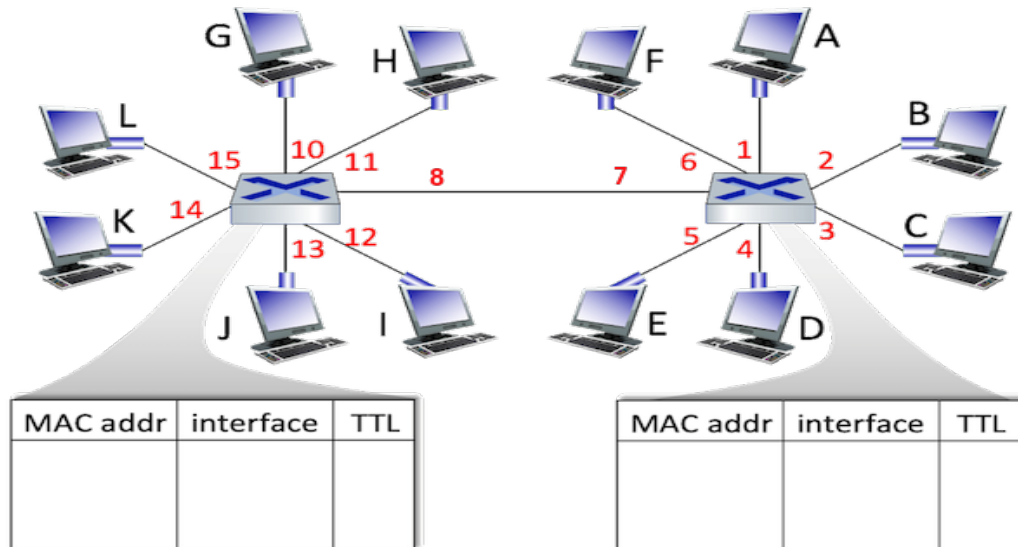 G
H
F
A
L
B
15
10
11
8
7
6
1
2
K
14
13
12
5
4
3
C
J
I
E
D
MAC addr interface TTL
MAC addr interface TTL